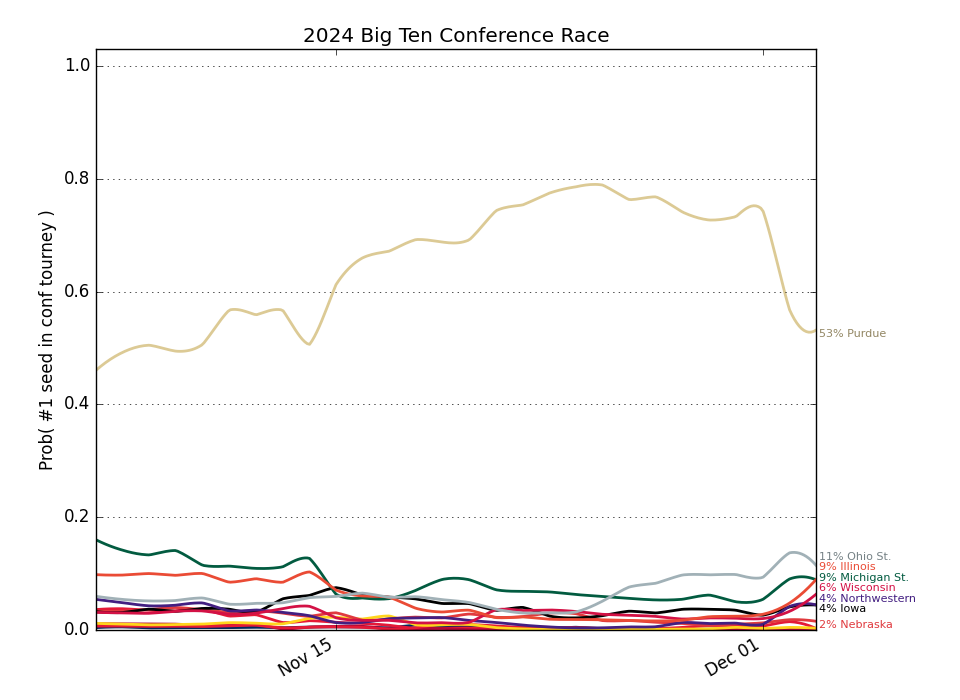 2024 Big Ten Conference Race
Prob( #1 seed in conf tourney )
1.0
0.8
0.6
0.4
0.2
0.0
53% Purdue
11% Ohio St.
9% Illinois
9% Michigan St.
6% Wisconsin
4% Northwestern
4% Iowa
2% Nebraska
Nov 15
Dec 01